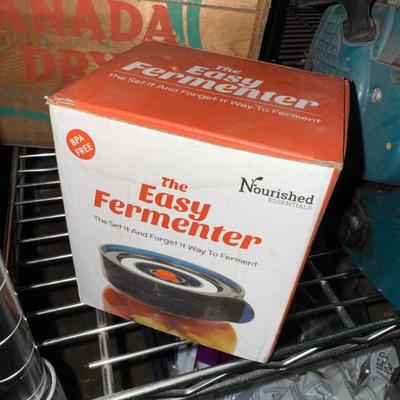 CANADA
DRY
The
Easy
Fermenter
The Set It And Forget It Way To Ferment
BPA
FREE
The
Easy
Fermenter
The Set It And Forget It Way To Ferment
Nourished
ESSENTIALS